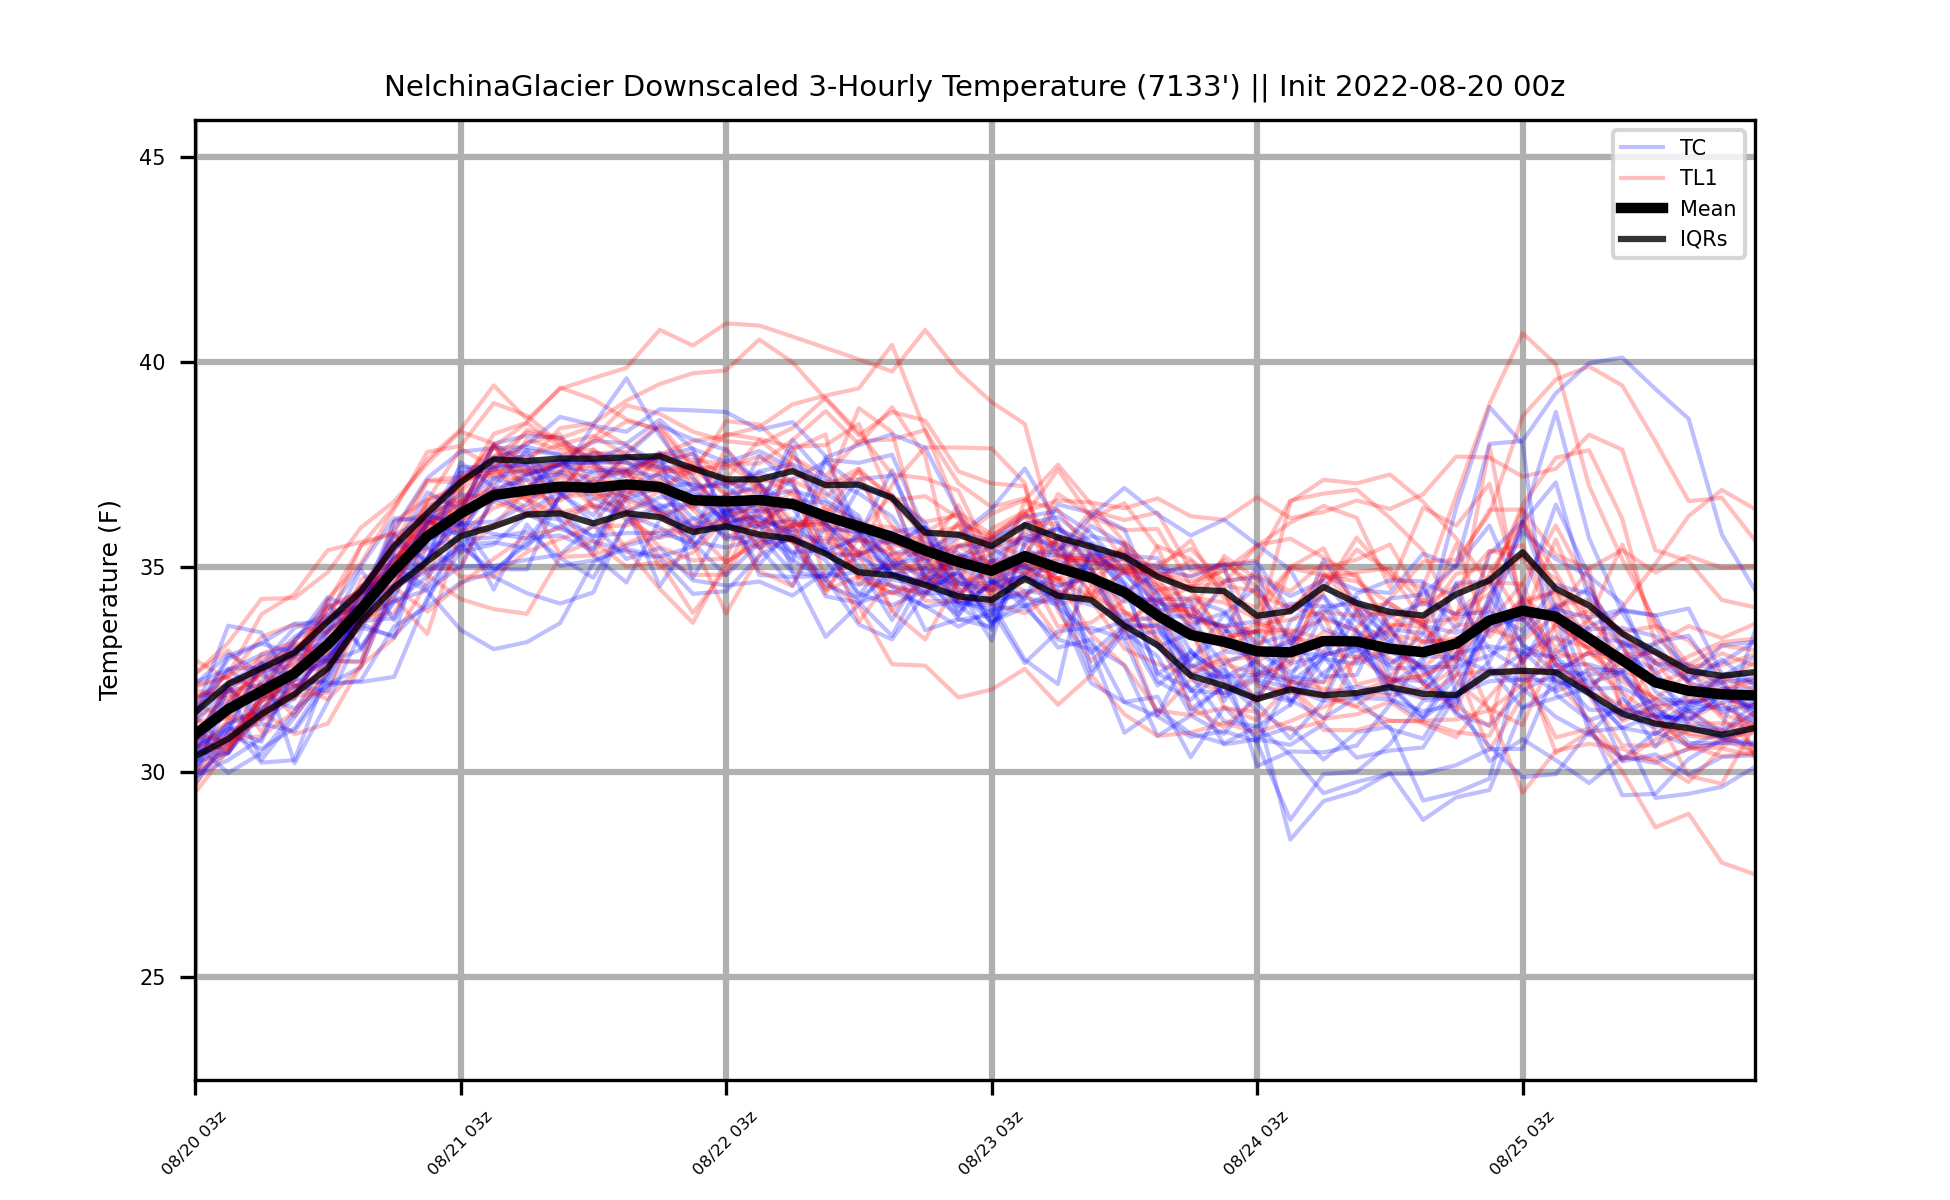 NelchinaGlacier Downscaled 3-Hourly Temperature (7133') || Init 2022-08-20 00z
TC
TL1
Mean
IQRs
Temperature (F)
45
40
35
30
25
08/20 03z
08/21 03z
08/22 03z
08/23 03z
08/24 03z
08/25 03z